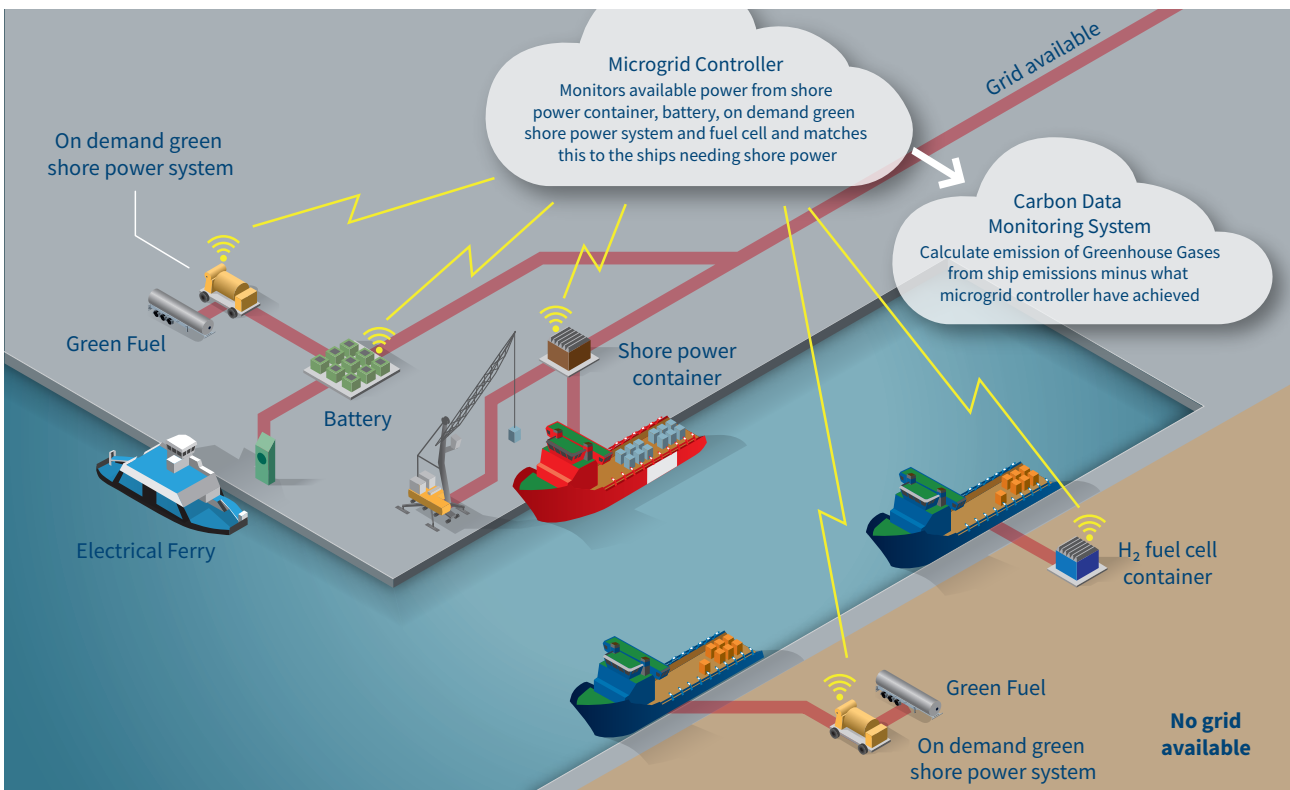 Microgrid Controller
Monitors available power from shore
power container, battery, on demand green
shore power system and fuel cell and matches
this to the ships needing shore power
Grid available
On demand green
shore power system
Carbon Data
Monitoring System
Calculate emission of Greenhouse Gases
from ship emissions minus what
microgrid controller have achieved
Green Fuel
Shore power
container
Battery
Electrical Ferry
H₂ fuel cell
container
Green Fuel
No grid
available
On demand green
shore power system